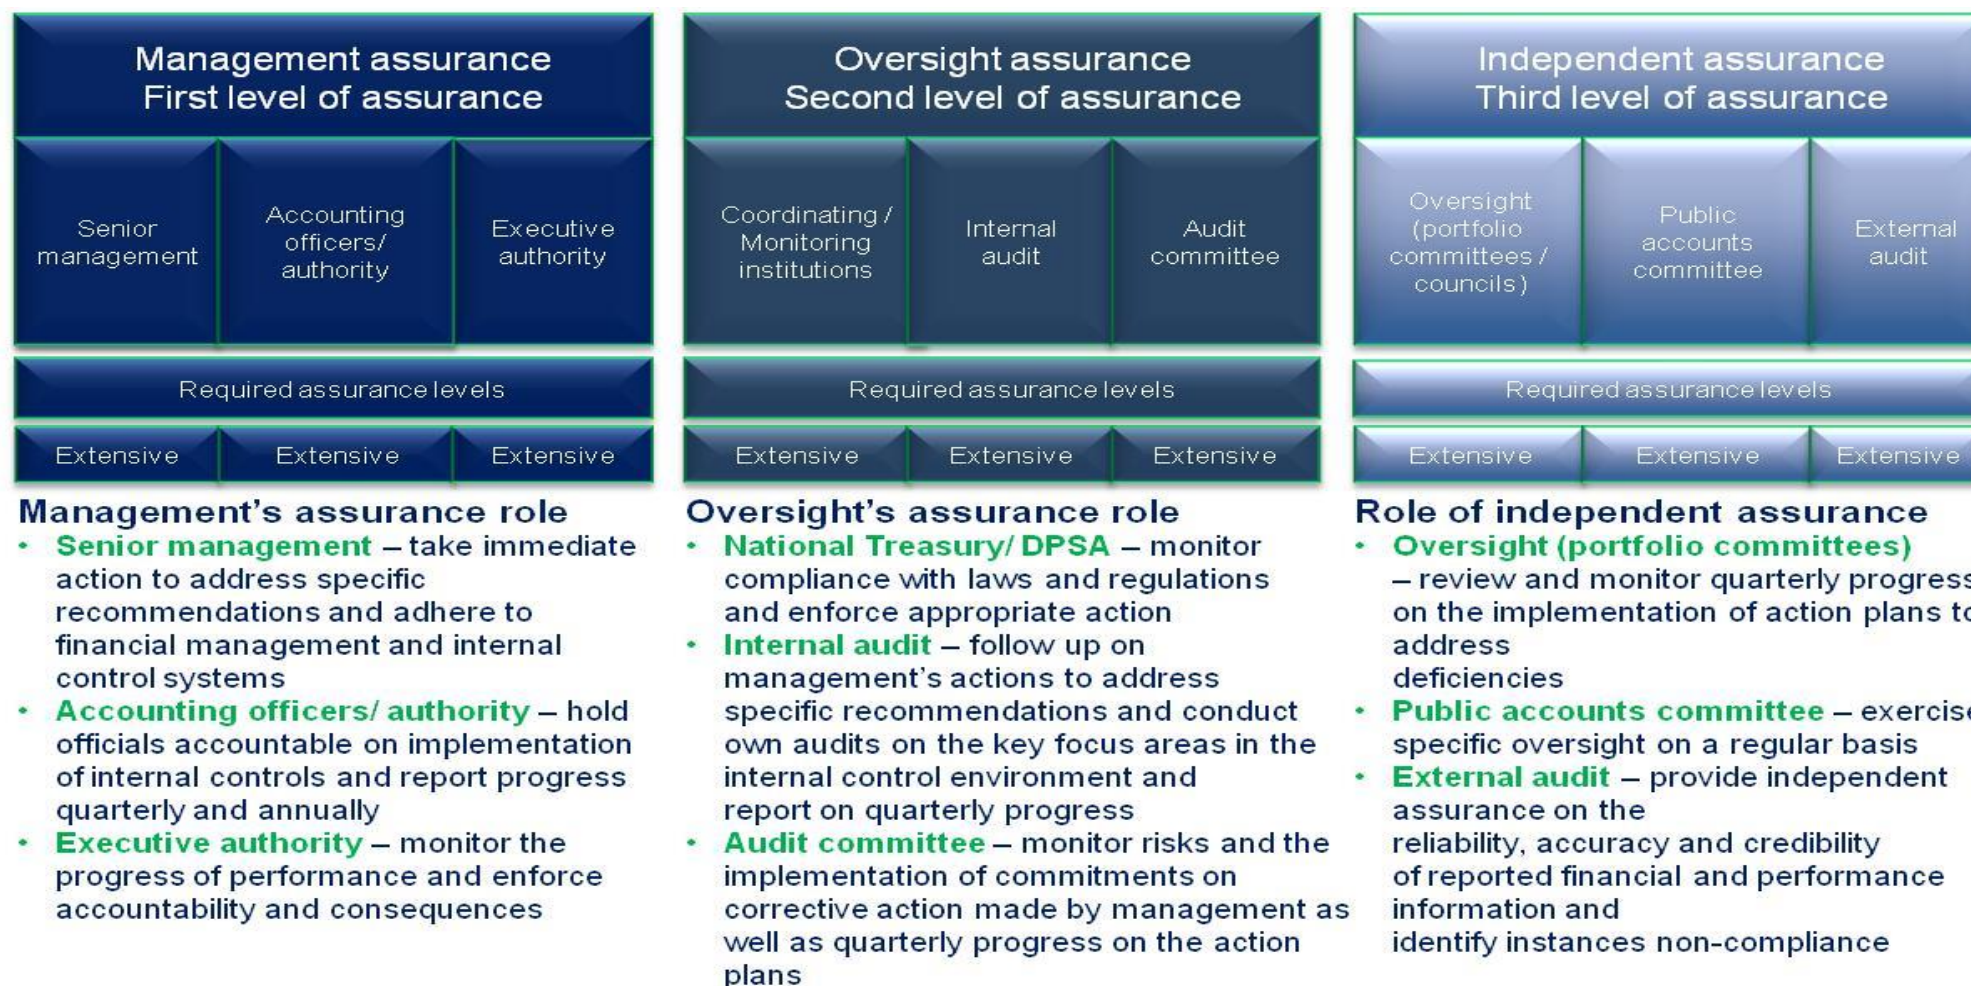 Management assurance
First level of assurance
Senior
management
Accounting
officers/
authority
Executive
authority
Required assurance levels
Extensive
Extensive
Extensive
Management's assurance role
• Senior management – take immediate
action to address specific
recommendations and adhere to
financial management and internal
control systems
• Accounting officers/ authority – hold
officials accountable on implementation
of internal controls and report progress
quarterly and annually
• Executive authority – monitor the
progress of performance and enforce
accountability and consequences
Oversight assurance
Second level of assurance
Coordinating /
Monitoring
institutions
Internal
audit
Audit
committee
Required assurance levels
Extensive
Extensive
Extensive
Oversight's assurance role
• National Treasury/ DPSA – monitor
compliance with laws and regulations
and enforce appropriate action
• Internal audit – follow up on
management's actions to address
specific recommendations and conduct
own audits on the key focus areas in the
internal control environment and
report on quarterly progress
• Audit committee – monitor risks and the
implementation of commitments on
corrective action made by management as
well as quarterly progress on the action
plans
Independent assurance
Third level of assurance
Oversight
(portfolio
committees /
councils)
Public
accounts
committee
External
audit
Required assurance levels
Extensive
Extensive
Extensive
Role of independent assurance
• Oversight (portfolio committees)
– review and monitor quarterly progress
on the implementation of action plans to
address
deficiencies
• Public accounts committee – exercise
specific oversight on a regular basis
• External audit – provide independent
assurance on the
reliability, accuracy and credibility
of reported financial and performance
information and
identify instances non-compliance